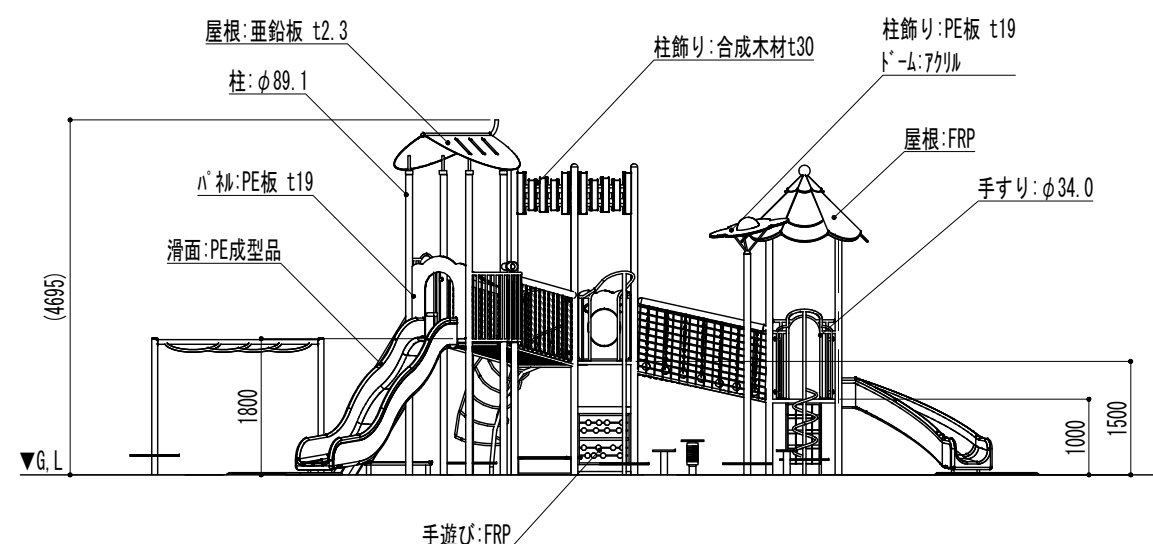 屋根:亜鉛板 t2.3
柱:φ89.1
柱飾り:合成木材t30
柱飾り:PE板 t19
ﾄﾞｰﾑ:ｱｸﾘﾙ
屋根:FRP
手すり:φ34.0
ﾊﾟﾈﾙ:PE板 t19
滑面:PE成型品
(4695)
1800
1000
1500
▼G,L
手遊び:FRP